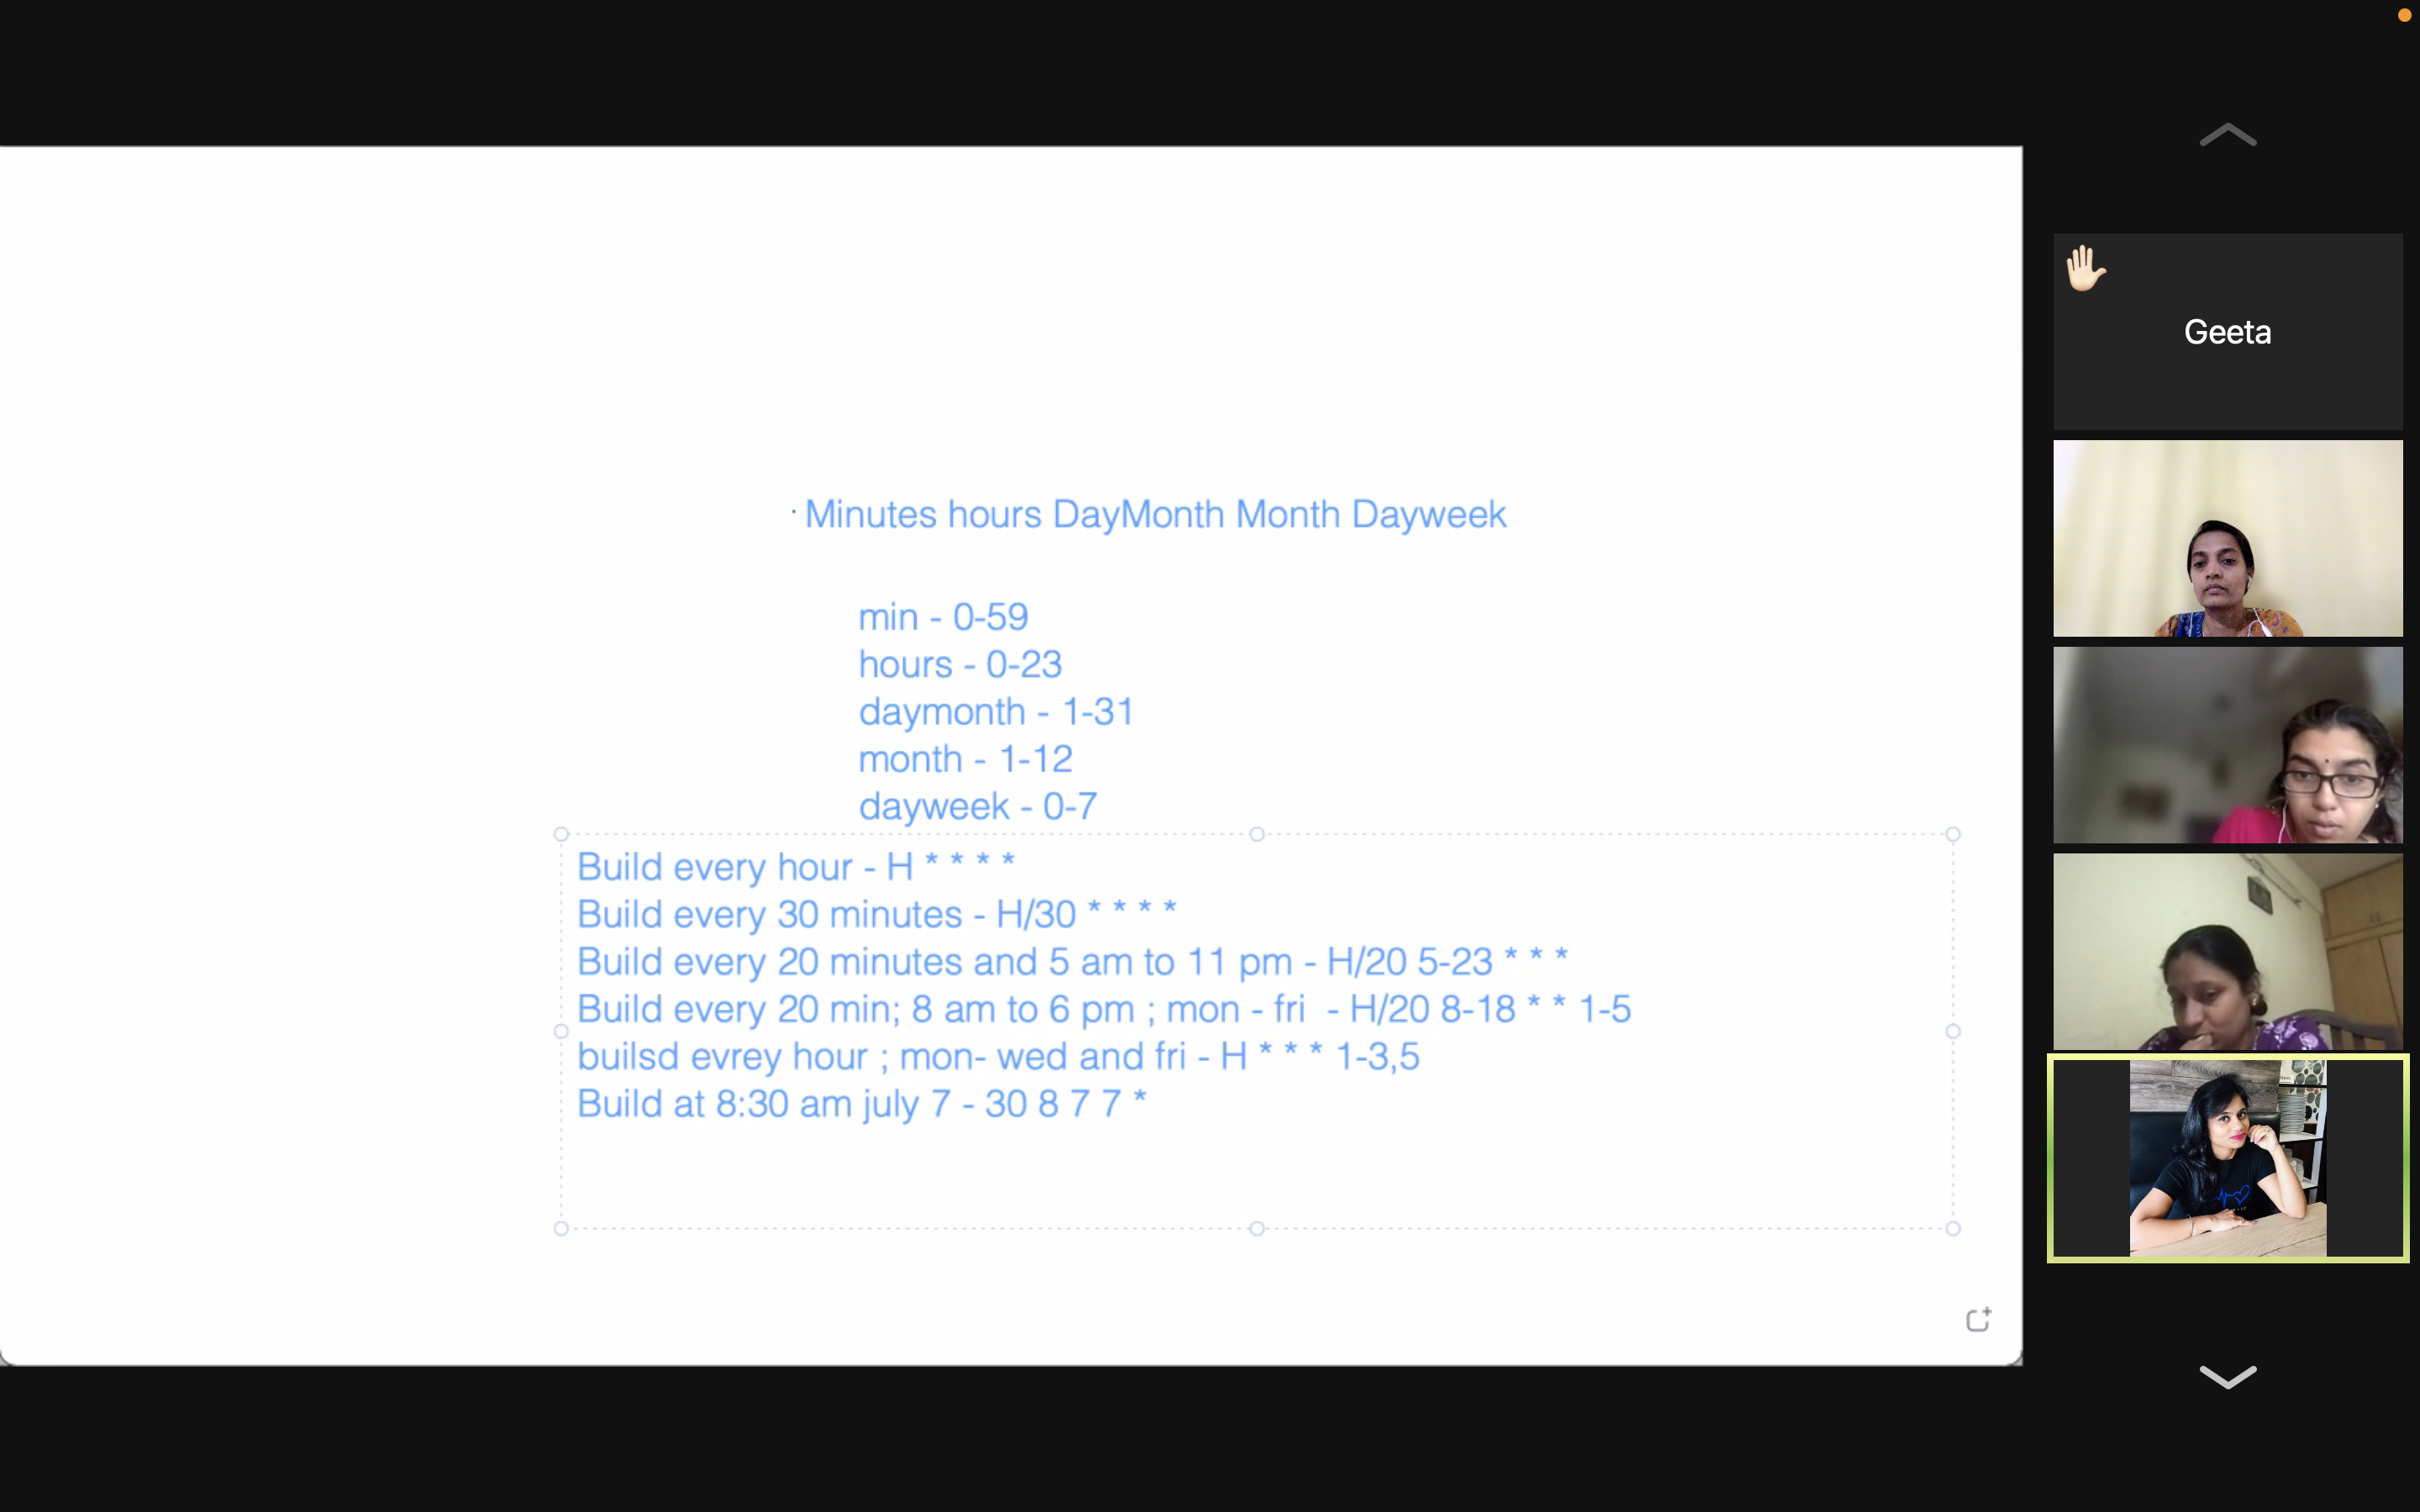 Minutes hours DayMonth Month Dayweek
min - 0-59
hours - 0-23
daymonth - 1-31
month - 1-12
dayweek - 0-7
Build every hour - H * * * *
Build every 30 minutes - H/30 * * * *
Build every 20 minutes and 5 am to 11 pm - H/20 5-23 * * *
Build every 20 min; 8 am to 6 pm ; mon - fri  - H/20 8-18 * * 1-5
builsd evrey hour ; mon- wed and fri - H * * * 1-3,5
Build at 8:30 am july 7 - 30 8 7 7 *
Geeta